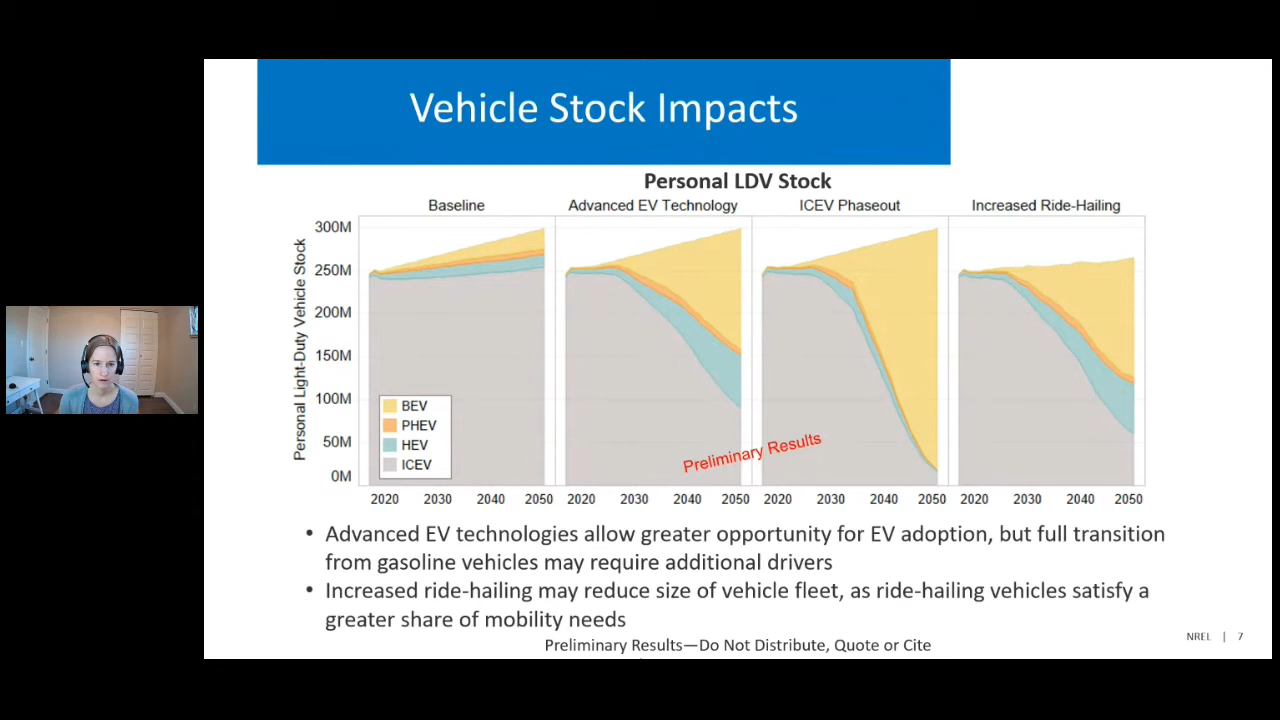 Vehicle Stock Impacts
Personal LDV Stock
Baseline
Advanced EV Technology
ICEV Phaseout
Increased Ride-Hailing
Personal Light-Duty Vehicle Stock
300M
250M
200M
150M
100M
50M
0M
BEV
PHEV
HEV
ICEV
Preliminary Results
2020 2030 2040 2050
2020 2030 2040 2050
2020 2030 2040 2050
2020 2030 2040 2050
• Advanced EV technologies allow greater opportunity for EV adoption, but full transition
from gasoline vehicles may require additional drivers
• Increased ride-hailing may reduce size of vehicle fleet, as ride-hailing vehicles satisfy a
greater share of mobility needs
Preliminary Results—Do Not Distribute, Quote or Cite
NREL | 7